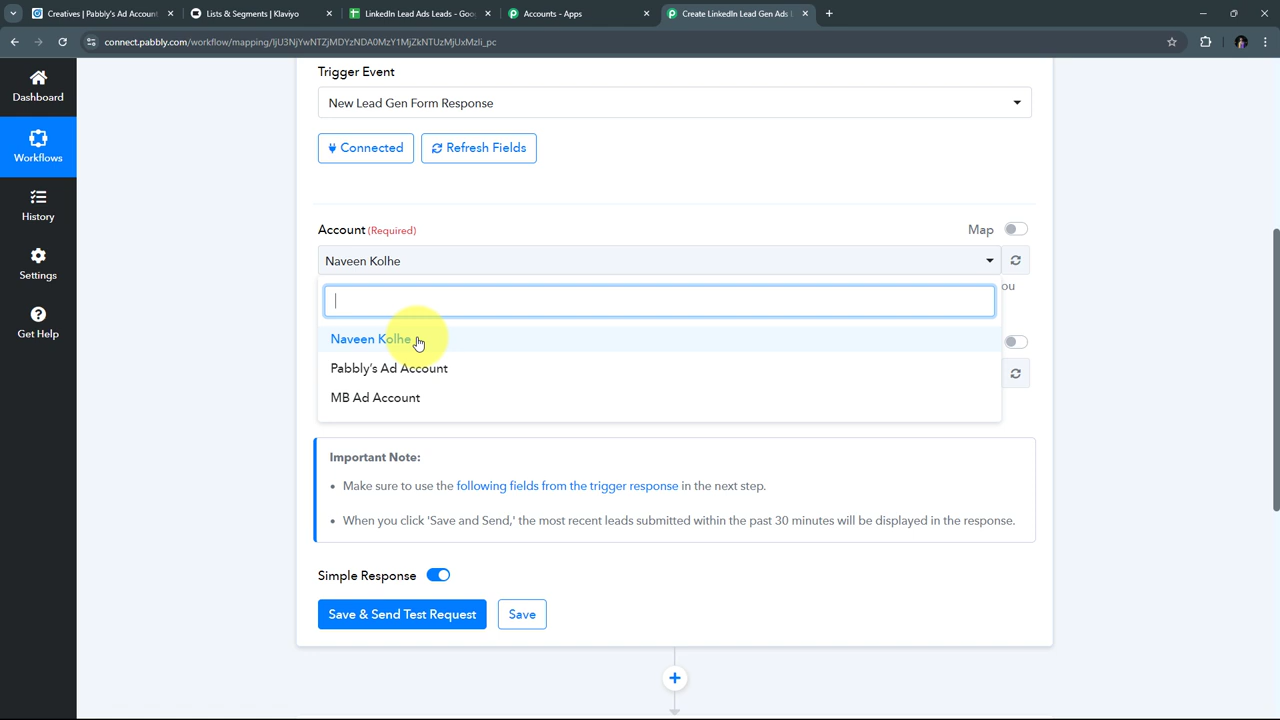 Creatives | Pabbly's Ad Account
Lists & Segments | Klaviyo
LinkedIn Lead Ads Leads - Goo
Accounts - Apps
Create LinkedIn Lead Gen Ads L
connect.pabbly.com/workflow/mapping/IjU3NjYwNTZjMDYzNDA0MzY1MjZkNTUzMjUxMzIi_pc
Dashboard
Workflows
History
Settings
Get Help
Trigger Event
New Lead Gen Form Response
Connected
Refresh Fields
Account (Required)
Map
Naveen Kolhe
ou
Naveen Kolhe
Pabbly's Ad Account
MB Ad Account
Important Note:
• Make sure to use the following fields from the trigger response in the next step.
• When you click 'Save and Send,' the most recent leads submitted within the past 30 minutes will be displayed in the response.
Simple Response
Save & Send Test Request
Save